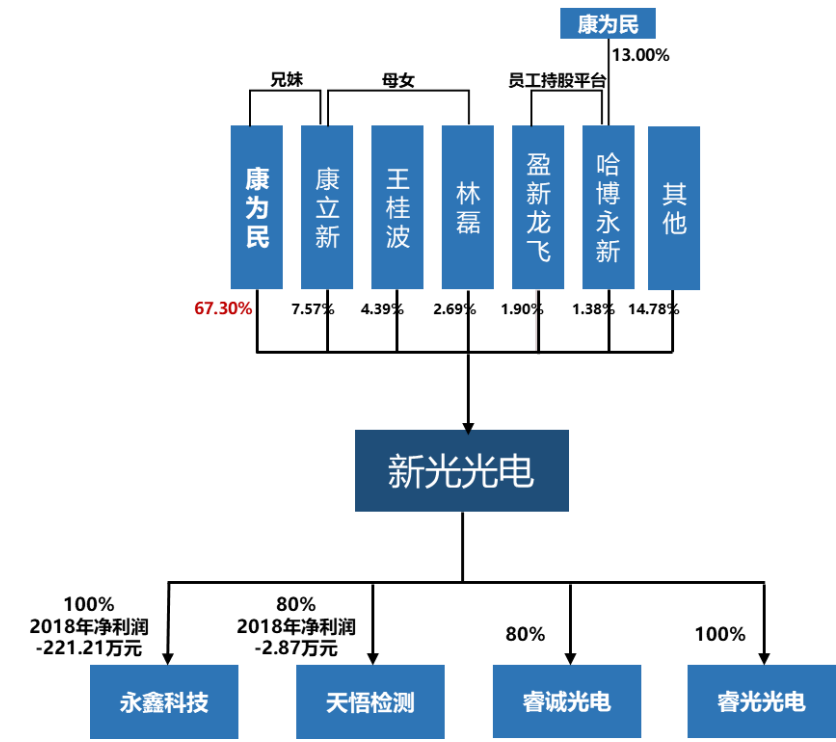 康为民
13.00%
兄妹
母女
员工持股平台
康为民
康立新
王桂波
林磊
盈新龙飞
哈博永新
其他
67.30%
7.57%
4.39%
2.69%
1.90%
1.38%
14.78%
新光光电
100%
2018年净利润
-221.21万元
80%
2018年净利润
-2.87万元
80%
100%
永鑫科技
天悟检测
睿诚光电
睿光光电